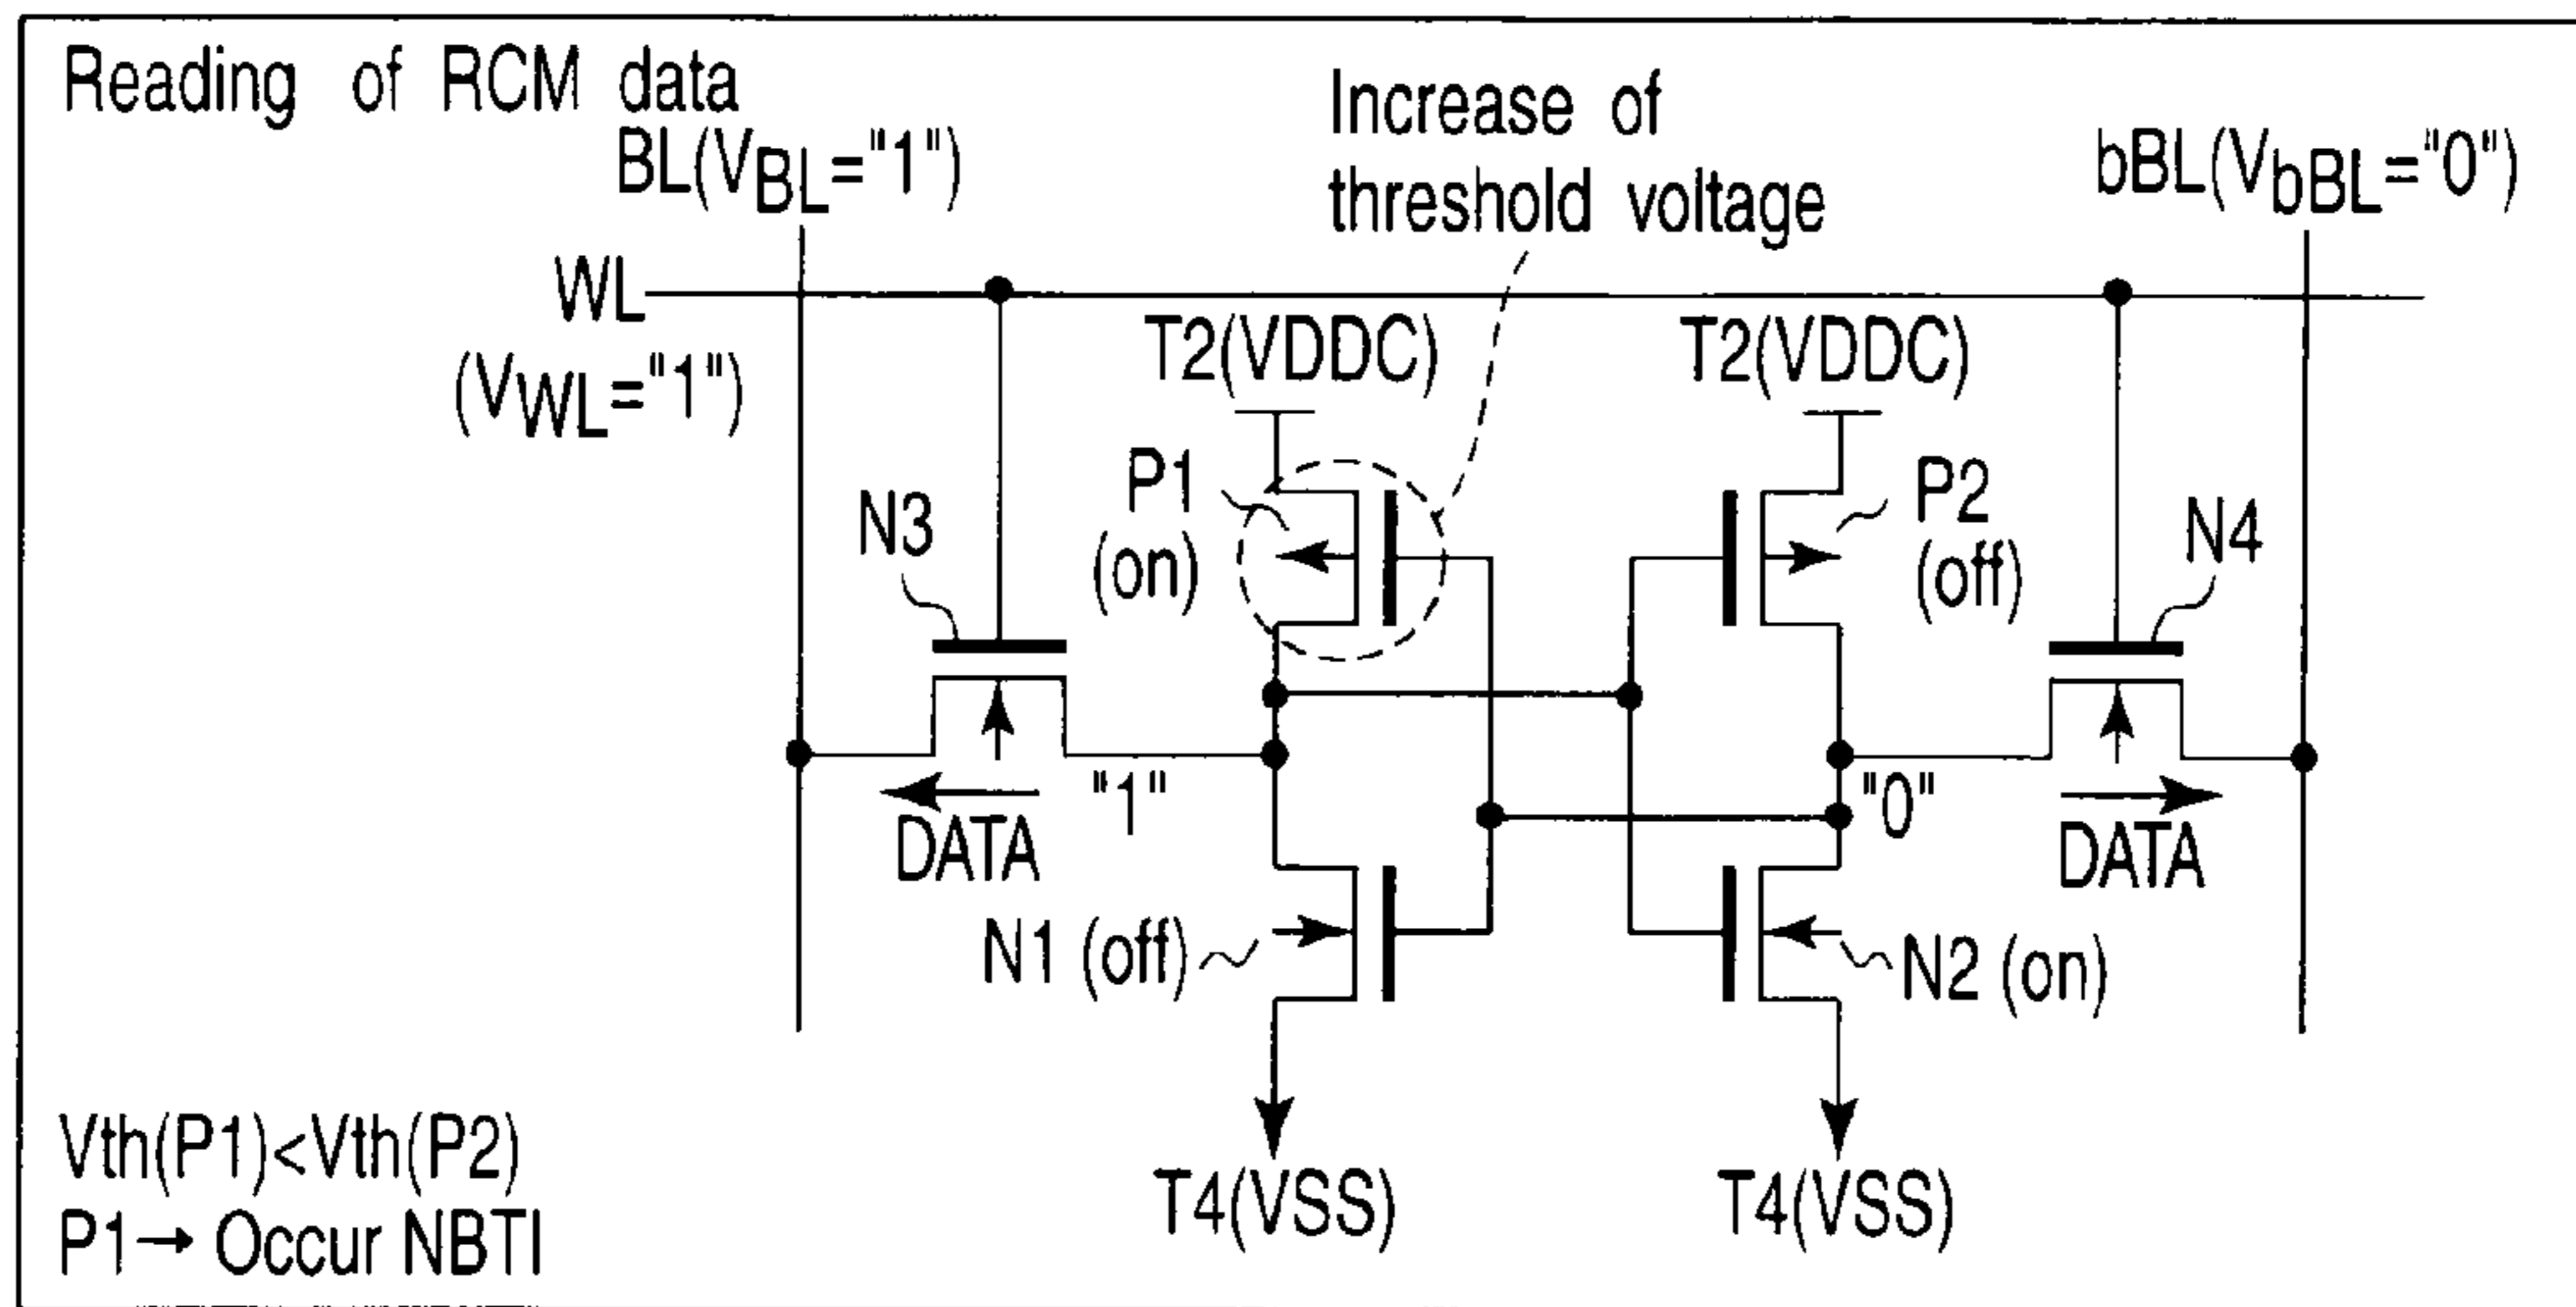 Reading of RCM data
BL(VBL="1")
Increase of
threshold voltage
bBL(VbBL="0")
WL
(VWL="1")
T2(VDDC)
T2(VDDC)
P1
(on)
P2
(off)
N3
N4
"1"
"0"
DATA
DATA
N1 (off)
N2 (on)
Vth(P1)<Vth(P2)
P1→ Occur NBTI
T4(VSS)
T4(VSS)